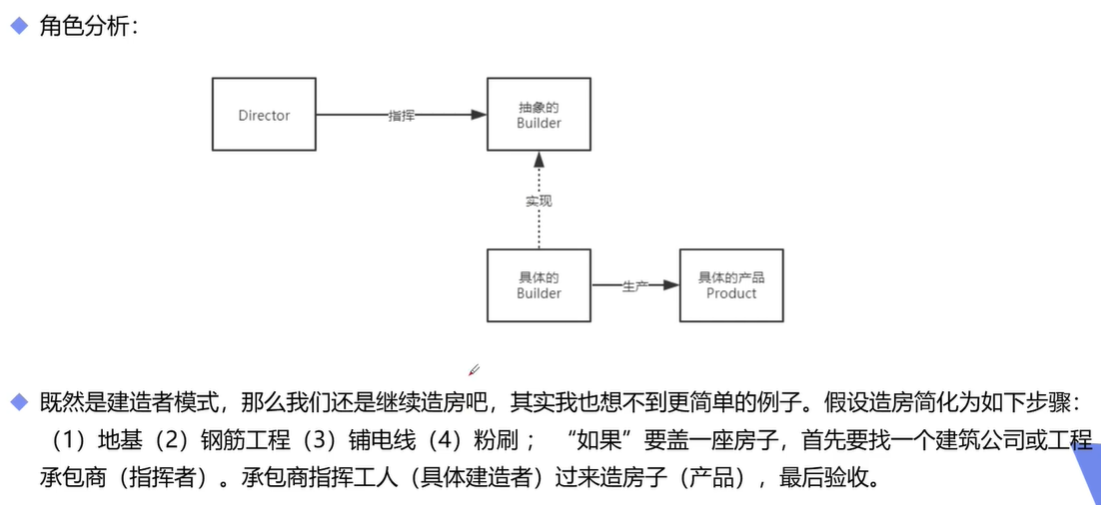 角色分析：
Director
指挥
抽象的
Builder
实现
具体的
Builder
生产
具体的产品
Product
既然是建造者模式，那么我们还是继续造房吧，其实我也想不到更简单的例子。假设造房简化为如下步骤：
（1）地基（2）钢筋工程（3）铺电线（4）粉刷； “如果”要盖一座房子，首先要找一个建筑公司或工程
承包商（指挥者）。承包商指挥工人（具体建造者）过来造房子（产品），最后验收。